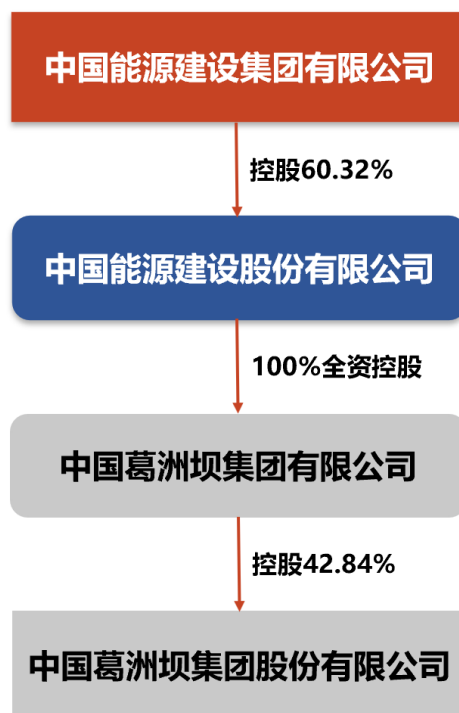 中国能源建设集团有限公司
控股60.32%
中国能源建设股份有限公司
100%全资控股
中国葛洲坝集团有限公司
控股42.84%
中国葛洲坝集团股份有限公司